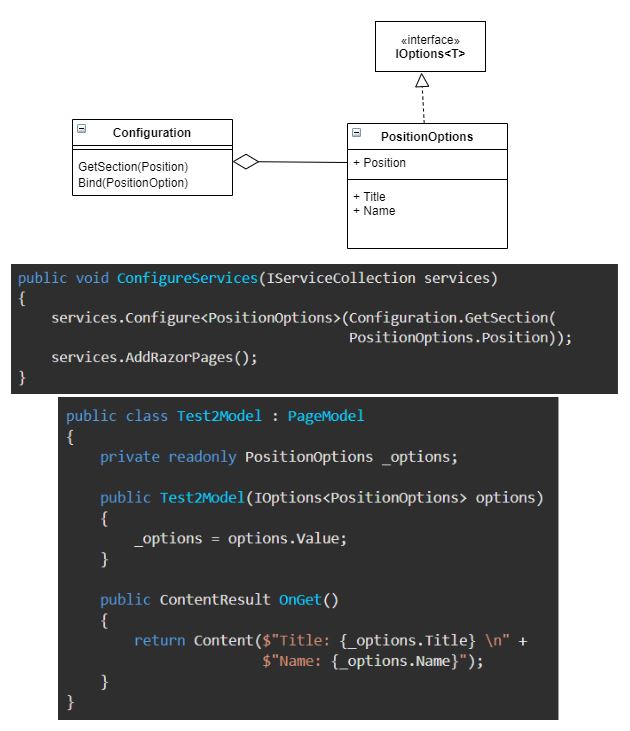 «interface»
IOptions<T>
Configuration
GetSection(Position)
Bind(PositionOption)
PositionOptions
+ Position
+ Title
+ Name
public void ConfigureServices(IServiceCollection services)
{
    services.Configure<PositionOptions>(Configuration.GetSection(
                                        PositionOptions.Position));
    services.AddRazorPages();
}
public class Test2Model : PageModel
{
    private readonly PositionOptions _options;

    public Test2Model(IOptions<PositionOptions> options)
    {
        _options = options.Value;
    }

    public ContentResult OnGet()
    {
        return Content($"Title: {_options.Title} \n" +
                       $"Name: {_options.Name}");
    }
}